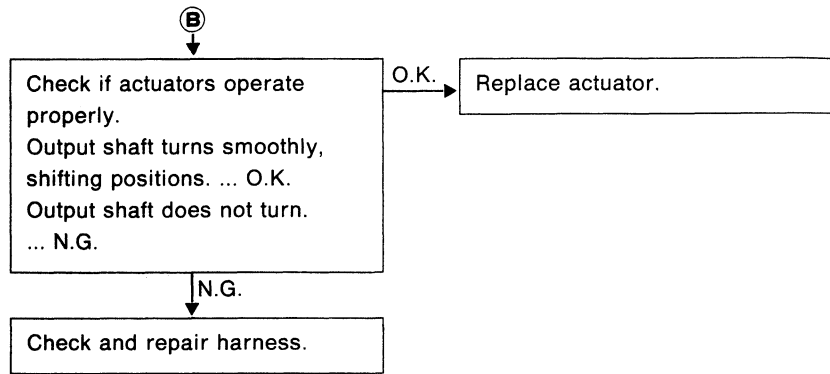 B
Check if actuators operate
properly.
Output shaft turns smoothly,
shifting positions. ... O.K.
Output shaft does not turn.
... N.G.
O.K.
Replace actuator.
N.G.
Check and repair harness.